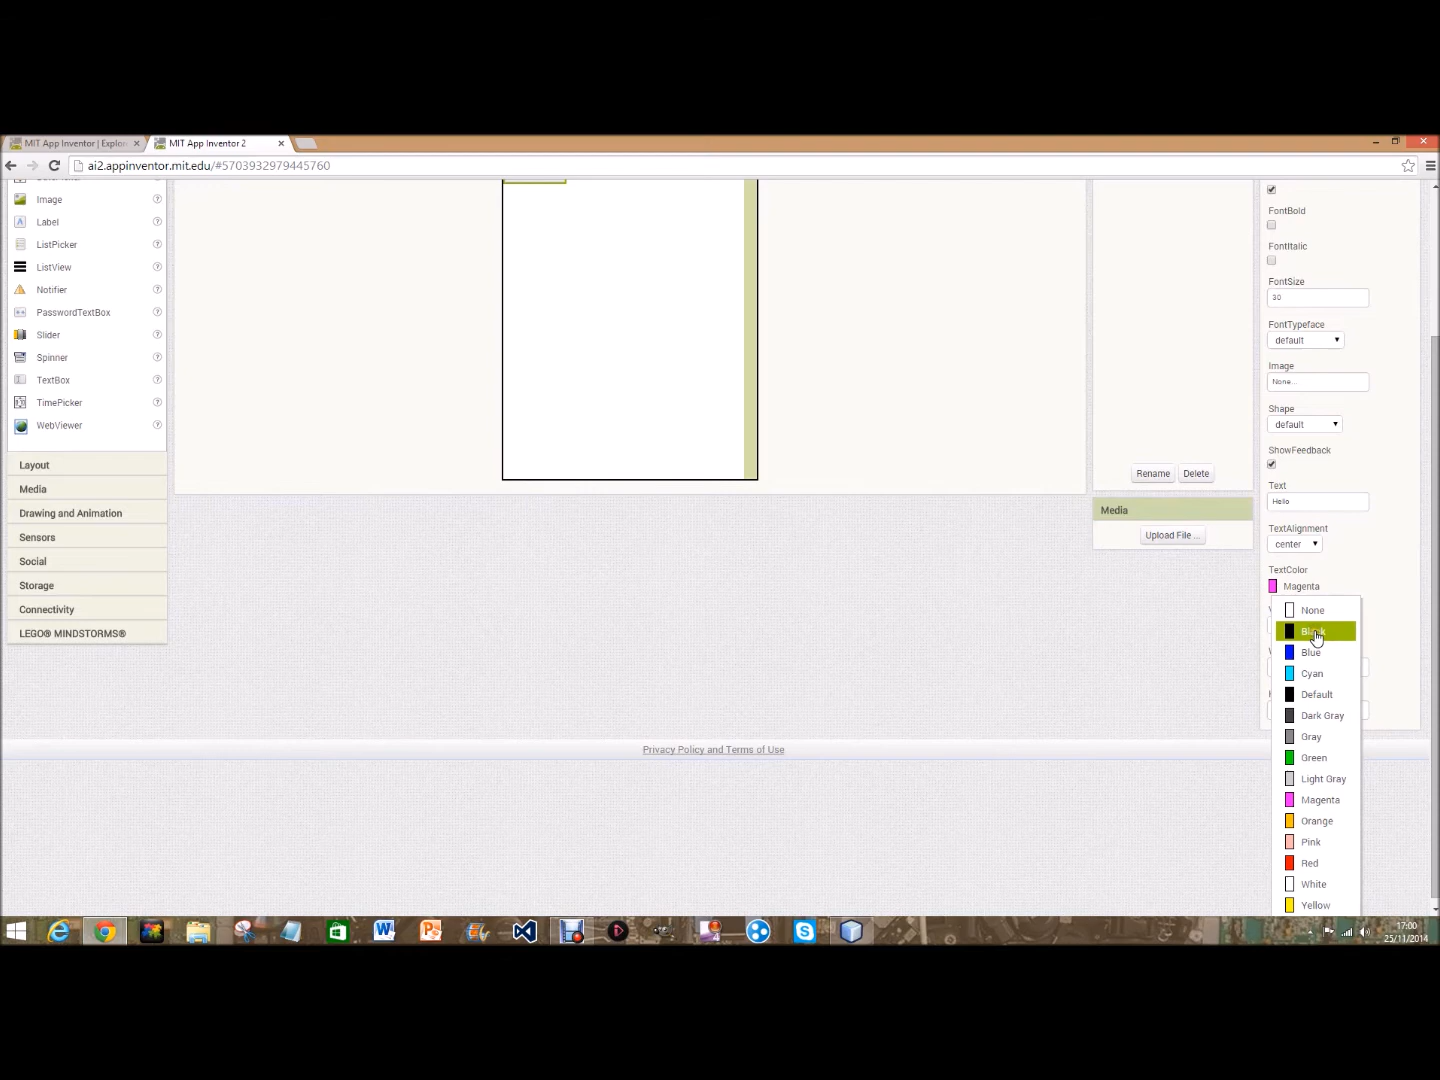 MIT App Inventor | Explor
MIT App Inventor 2
ai2.appinventor.mit.edu/#5703932979445760
Image
Label
ListPicker
ListView
Notifier
PasswordTextBox
Slider
Spinner
TextBox
TimePicker
WebViewer
Layout
Media
Drawing and Animation
Sensors
Social
Storage
Connectivity
LEGO® MINDSTORMS®
Rename Delete
Media
Upload File ...
FontBold
FontItalic
FontSize
30
FontTypeface
default
Image
None...
Shape
default
ShowFeedback
Text
Hello
TextAlignment
center
TextColor
Magenta
None
Black
Blue
Cyan
Default
Dark Gray
Gray
Green
Light Gray
Magenta
Orange
Pink
Red
White
Yellow
Privacy Policy and Terms of Use
17:00
25/11/2014